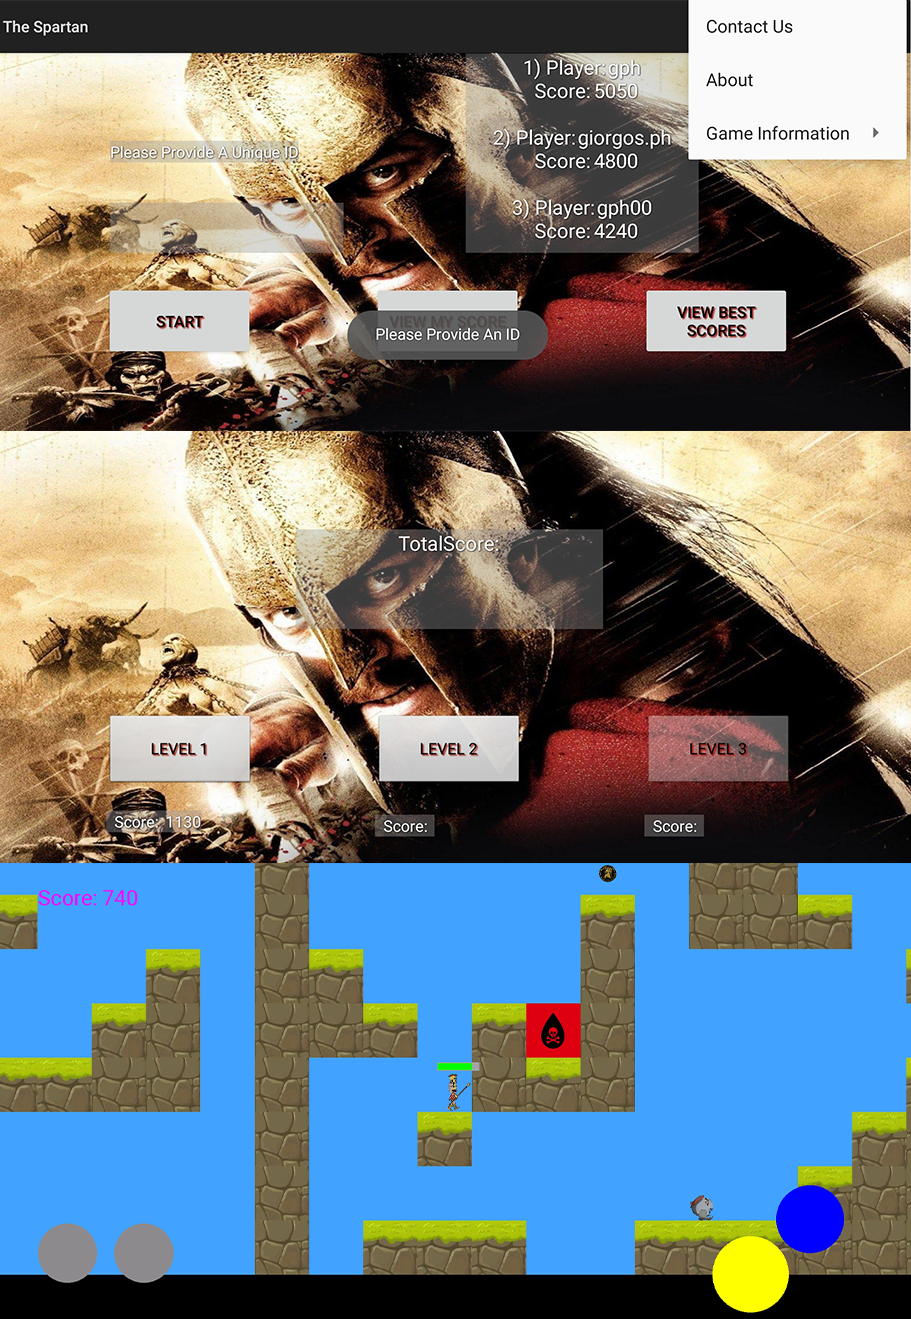 The Spartan
Contact Us
About
Game Information
1) Player:gph
Score: 5050
2) Player:giorgos.ph
Score: 4800
3) Player:gph00
Score: 4240
Please Provide A Unique ID
START
VIEW MY SCORE
Please Provide An ID
VIEW BEST
SCORES
TotalScore:
LEVEL 1
LEVEL 2
LEVEL 3
Score: 1130
Score:
Score:
Score: 740